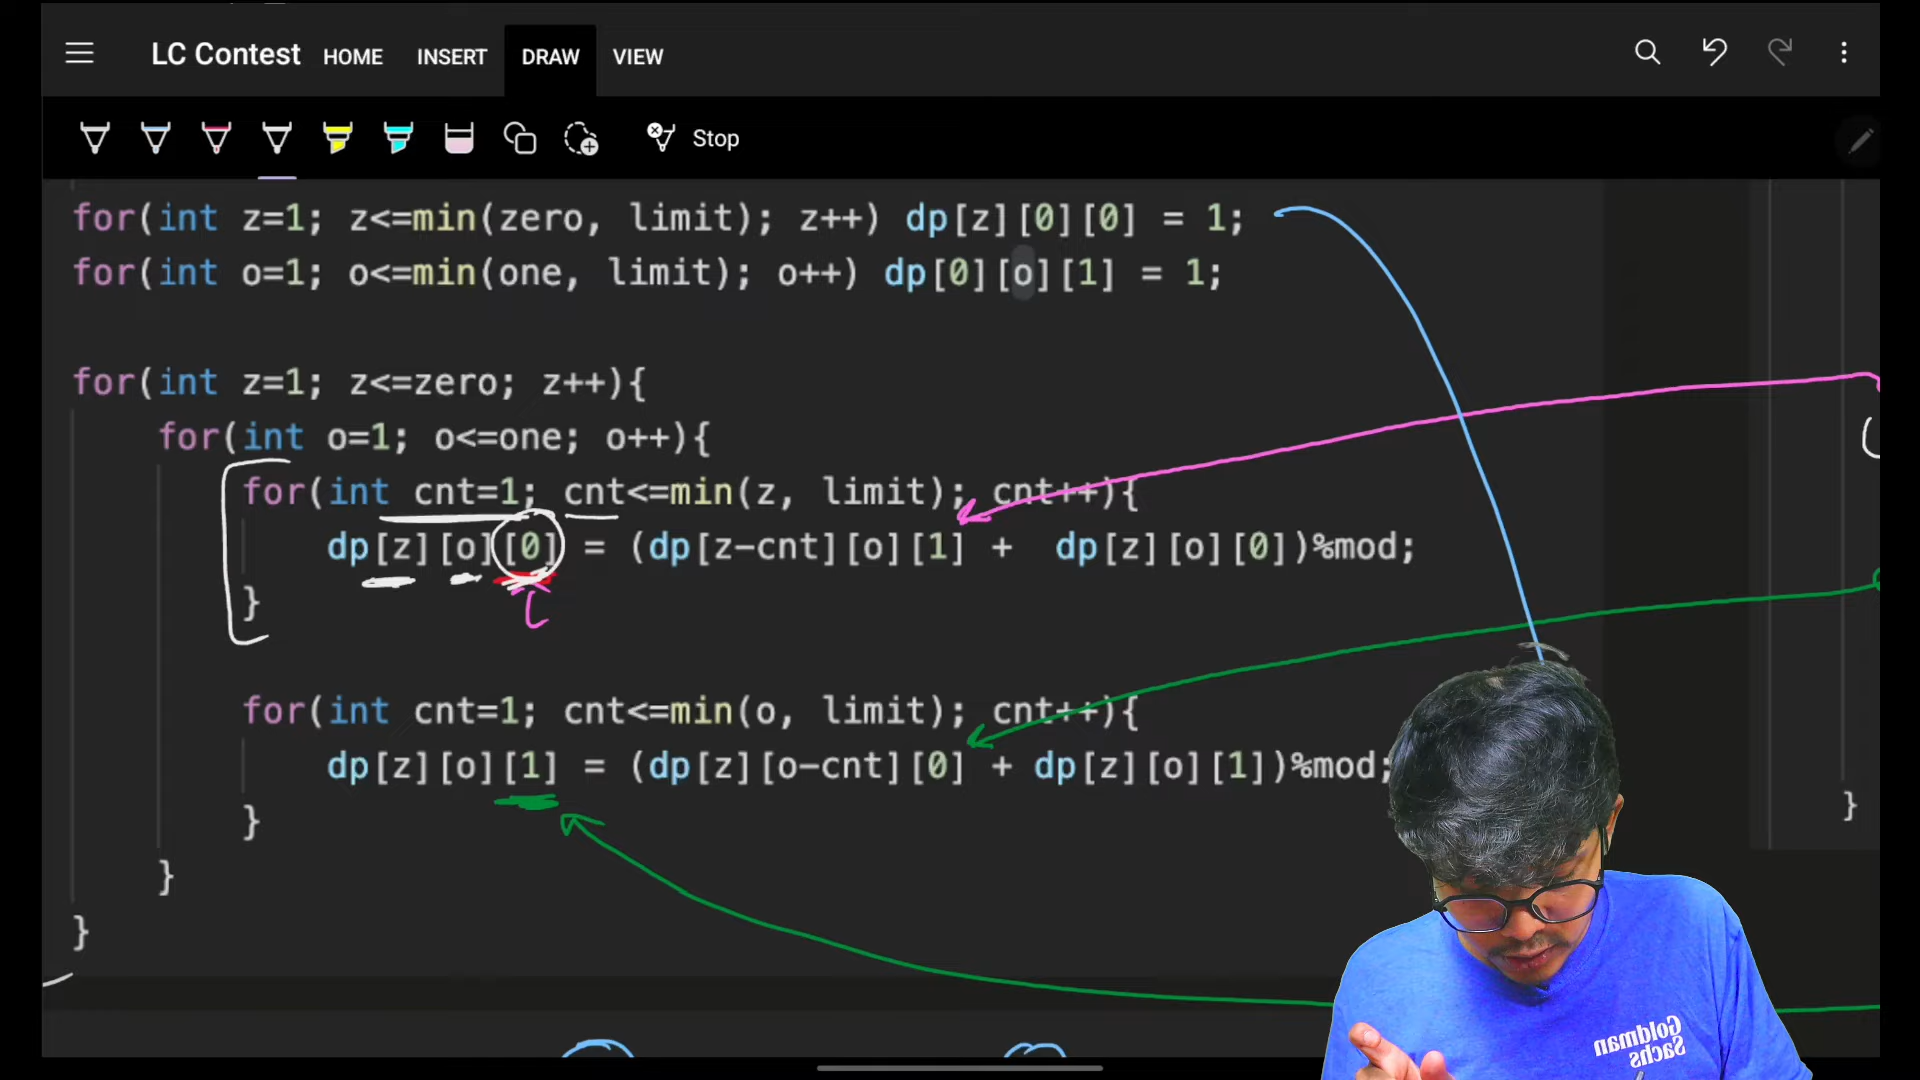 LC Contest HOME INSERT DRAW VIEW
Stop
for(int z=1; z<=min(zero, limit); z++) dp[z][0][0] = 1;
for(int o=1; o<=min(one, limit); o++) dp[0][o][1] = 1;
for(int z=1; z<=zero; z++){
for(int o=1; o<=one; o++){
for(int cnt=1; cnt<=min(z, limit); cnt++){
dp[z][o][0] = (dp[z-cnt][o][1] + dp[z][o][0])%mod;
}
for(int cnt=1; cnt<=min(o, limit); cnt++){
dp[z][o][1] = (dp[z][o-cnt][0] + dp[z][o][1])%mod;
}
}
}
}
Goldman
Sachs